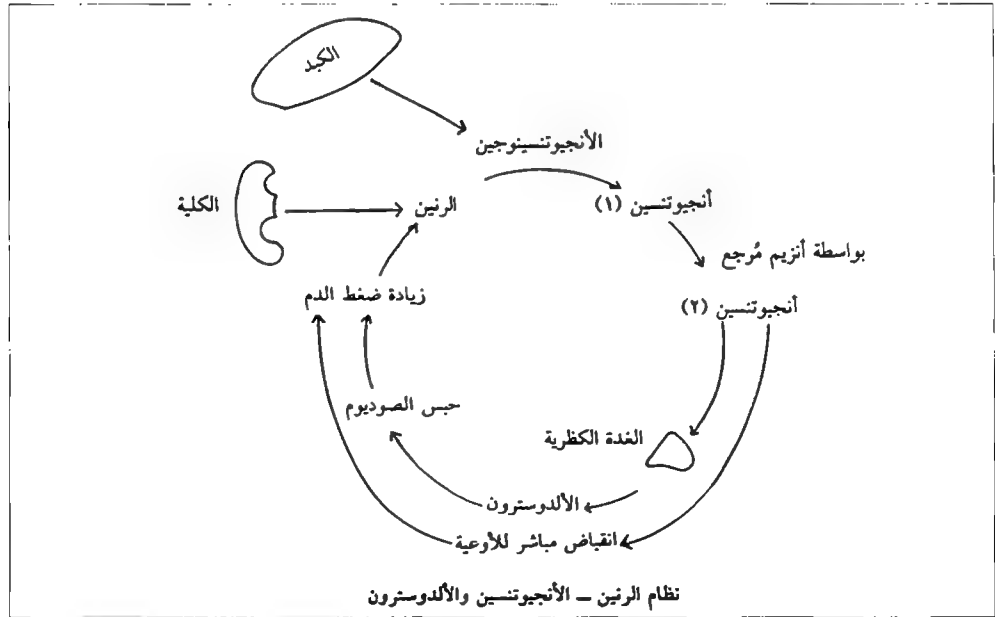 الكبد
الأنجيوتنسينوجين
الكلية
الرنين
أنجيوتنسين (١)
بواسطة أنزيم مُرجع
زيادة ضغط الدم
أنجيوتنسين (٢)
حبس الصوديوم
الغدة الكظرية
الألدوسترون
انقباض مباشر للأوعية
نظام الرنين ــ الأنجيوتنسين والألدوسترون